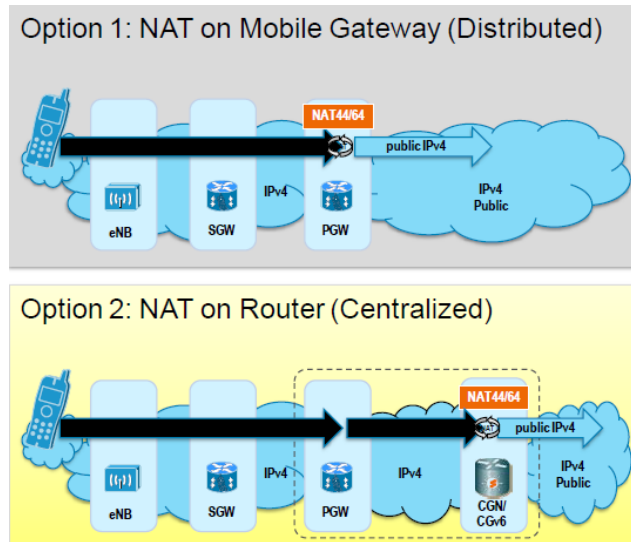 Option 1: NAT on Mobile Gateway (Distributed)
NAT44/64
public IPv4
IPv4
IPv4
Public
eNB
SGW
PGW
Option 2: NAT on Router (Centralized)
NAT44/64
NAT
public IPv4
IPv4
IPv4
IPv4
Public
eNB
SGW
PGW
CGN/
CGv6